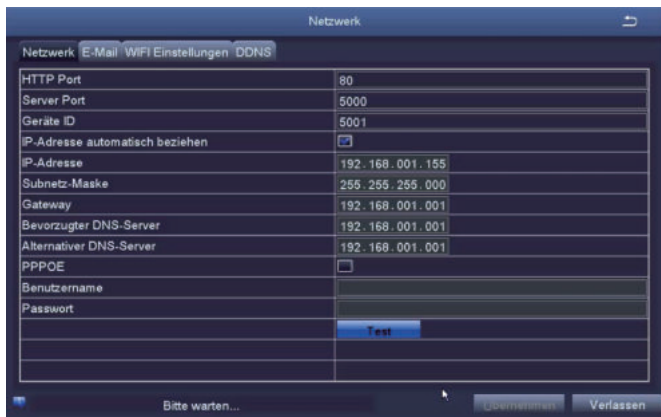 Netzwerk
Netzwerk E-Mail WIFI Einstellungen DDNS
HTTP Port 80
Server Port 5000
Geräte ID 5001
IP-Adresse automatisch beziehen
IP-Adresse 192.168.001.155
Subnetz-Maske 255.255.255.000
Gateway 192.168.001.001
Bevorzugter DNS-Server 192.168.001.001
Alternativer DNS-Server 192.168.001.001
PPPOE
Benutzername
Passwort
Test
Bitte warten... Übernehmen Verlassen